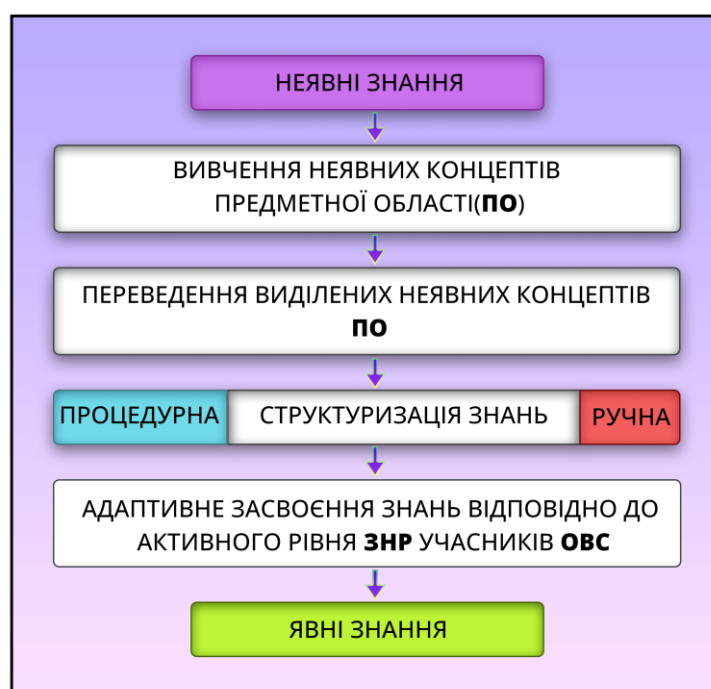 НЕЯВНІ ЗНАННЯ
ВИВЧЕННЯ НЕЯВНИХ КОНЦЕПТІВ
ПРЕДМЕТНОЇ ОБЛАСТІ(ПО)
ПЕРЕВЕДЕННЯ ВИДІЛЕНИХ НЕЯВНИХ КОНЦЕПТІВ
ПО
ПРОЦЕДУРНА СТРУКТУРИЗАЦІЯ ЗНАНЬ РУЧНА
АДАПТИВНЕ ЗАСВОЄННЯ ЗНАНЬ ВІДПОВІДНО ДО
АКТИВНОГО РІВНЯ ЗНР УЧАСНИКІВ ОВС
ЯВНІ ЗНАННЯ